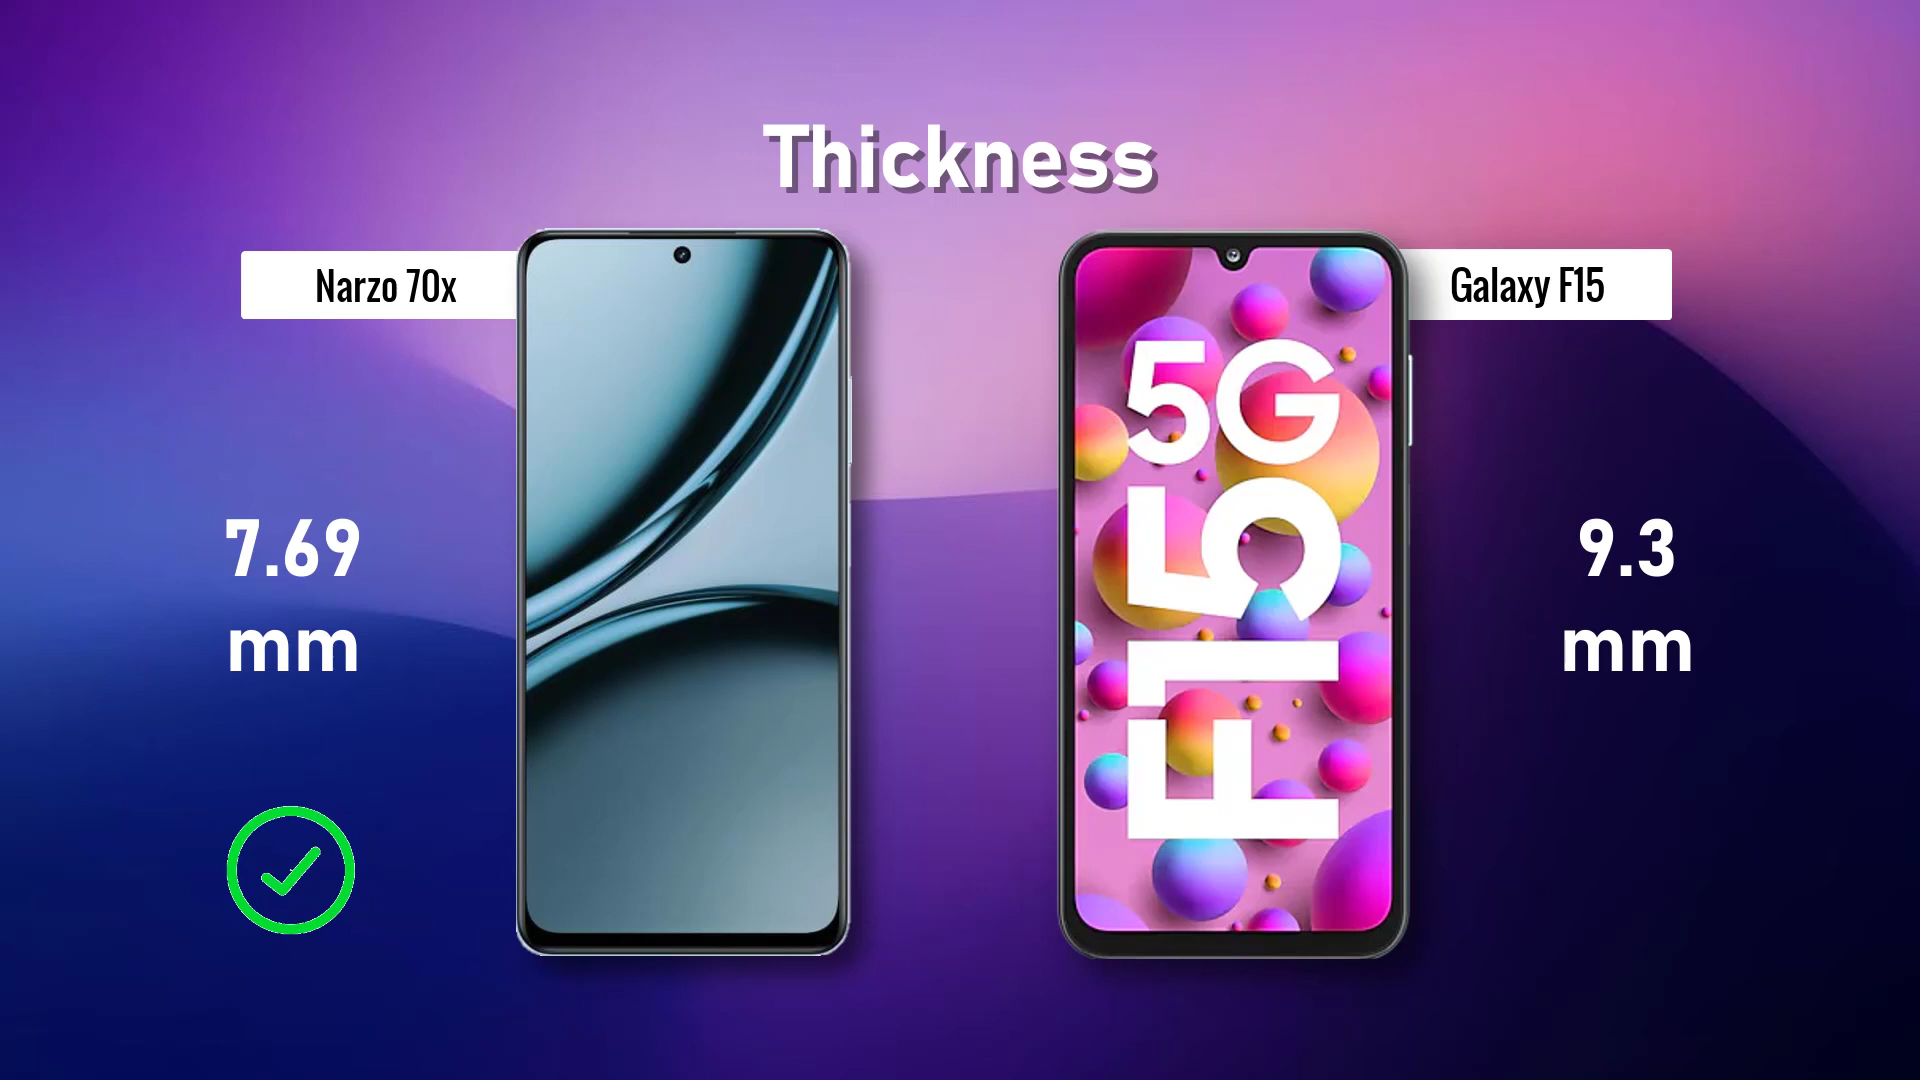 Thickness
Narzo 70x
Galaxy F15
7.69
mm
9.3
mm
F15 5G